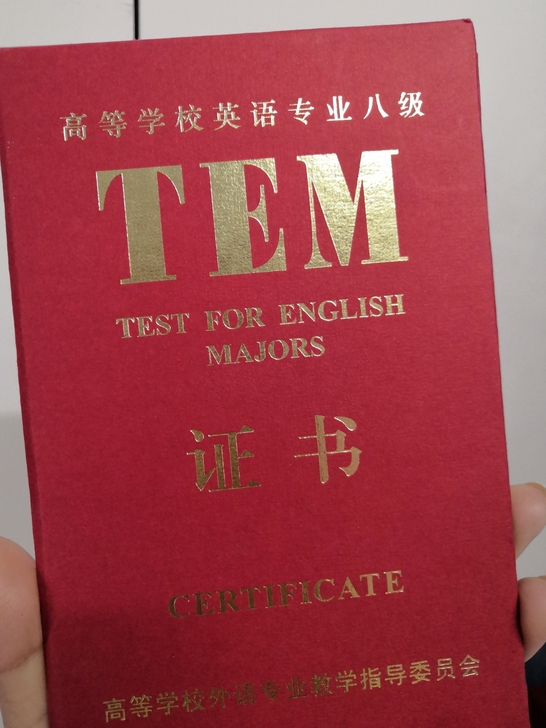 高等学校英语专业八级
TEM
TEST FOR ENGLISH
MAJORS
证书
CERTIFICATE
高等学校外语专业教学指导委员会